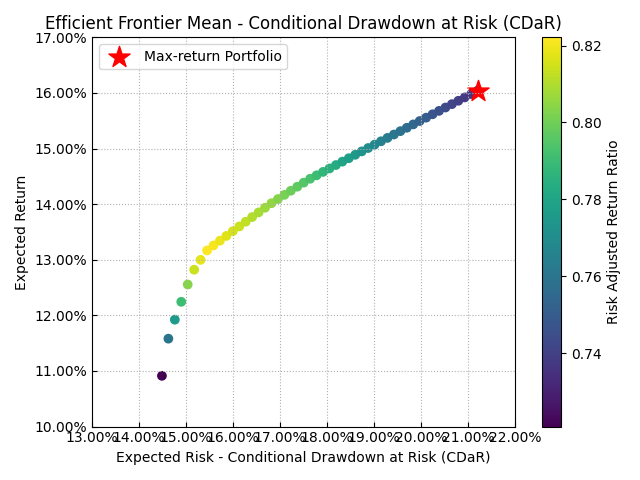 Efficient Frontier Mean - Conditional Drawdown at Risk (CDaR)
17.00%
16.00%
15.00%
14.00%
13.00%
12.00%
11.00%
10.00%
Expected Return
Max-return Portfolio
13.00% 14.00% 15.00% 16.00% 17.00% 18.00% 19.00% 20.00% 21.00% 22.00%
Expected Risk - Conditional Drawdown at Risk (CDaR)
0.82
0.80
0.78
0.76
0.74
Risk Adjusted Return Ratio